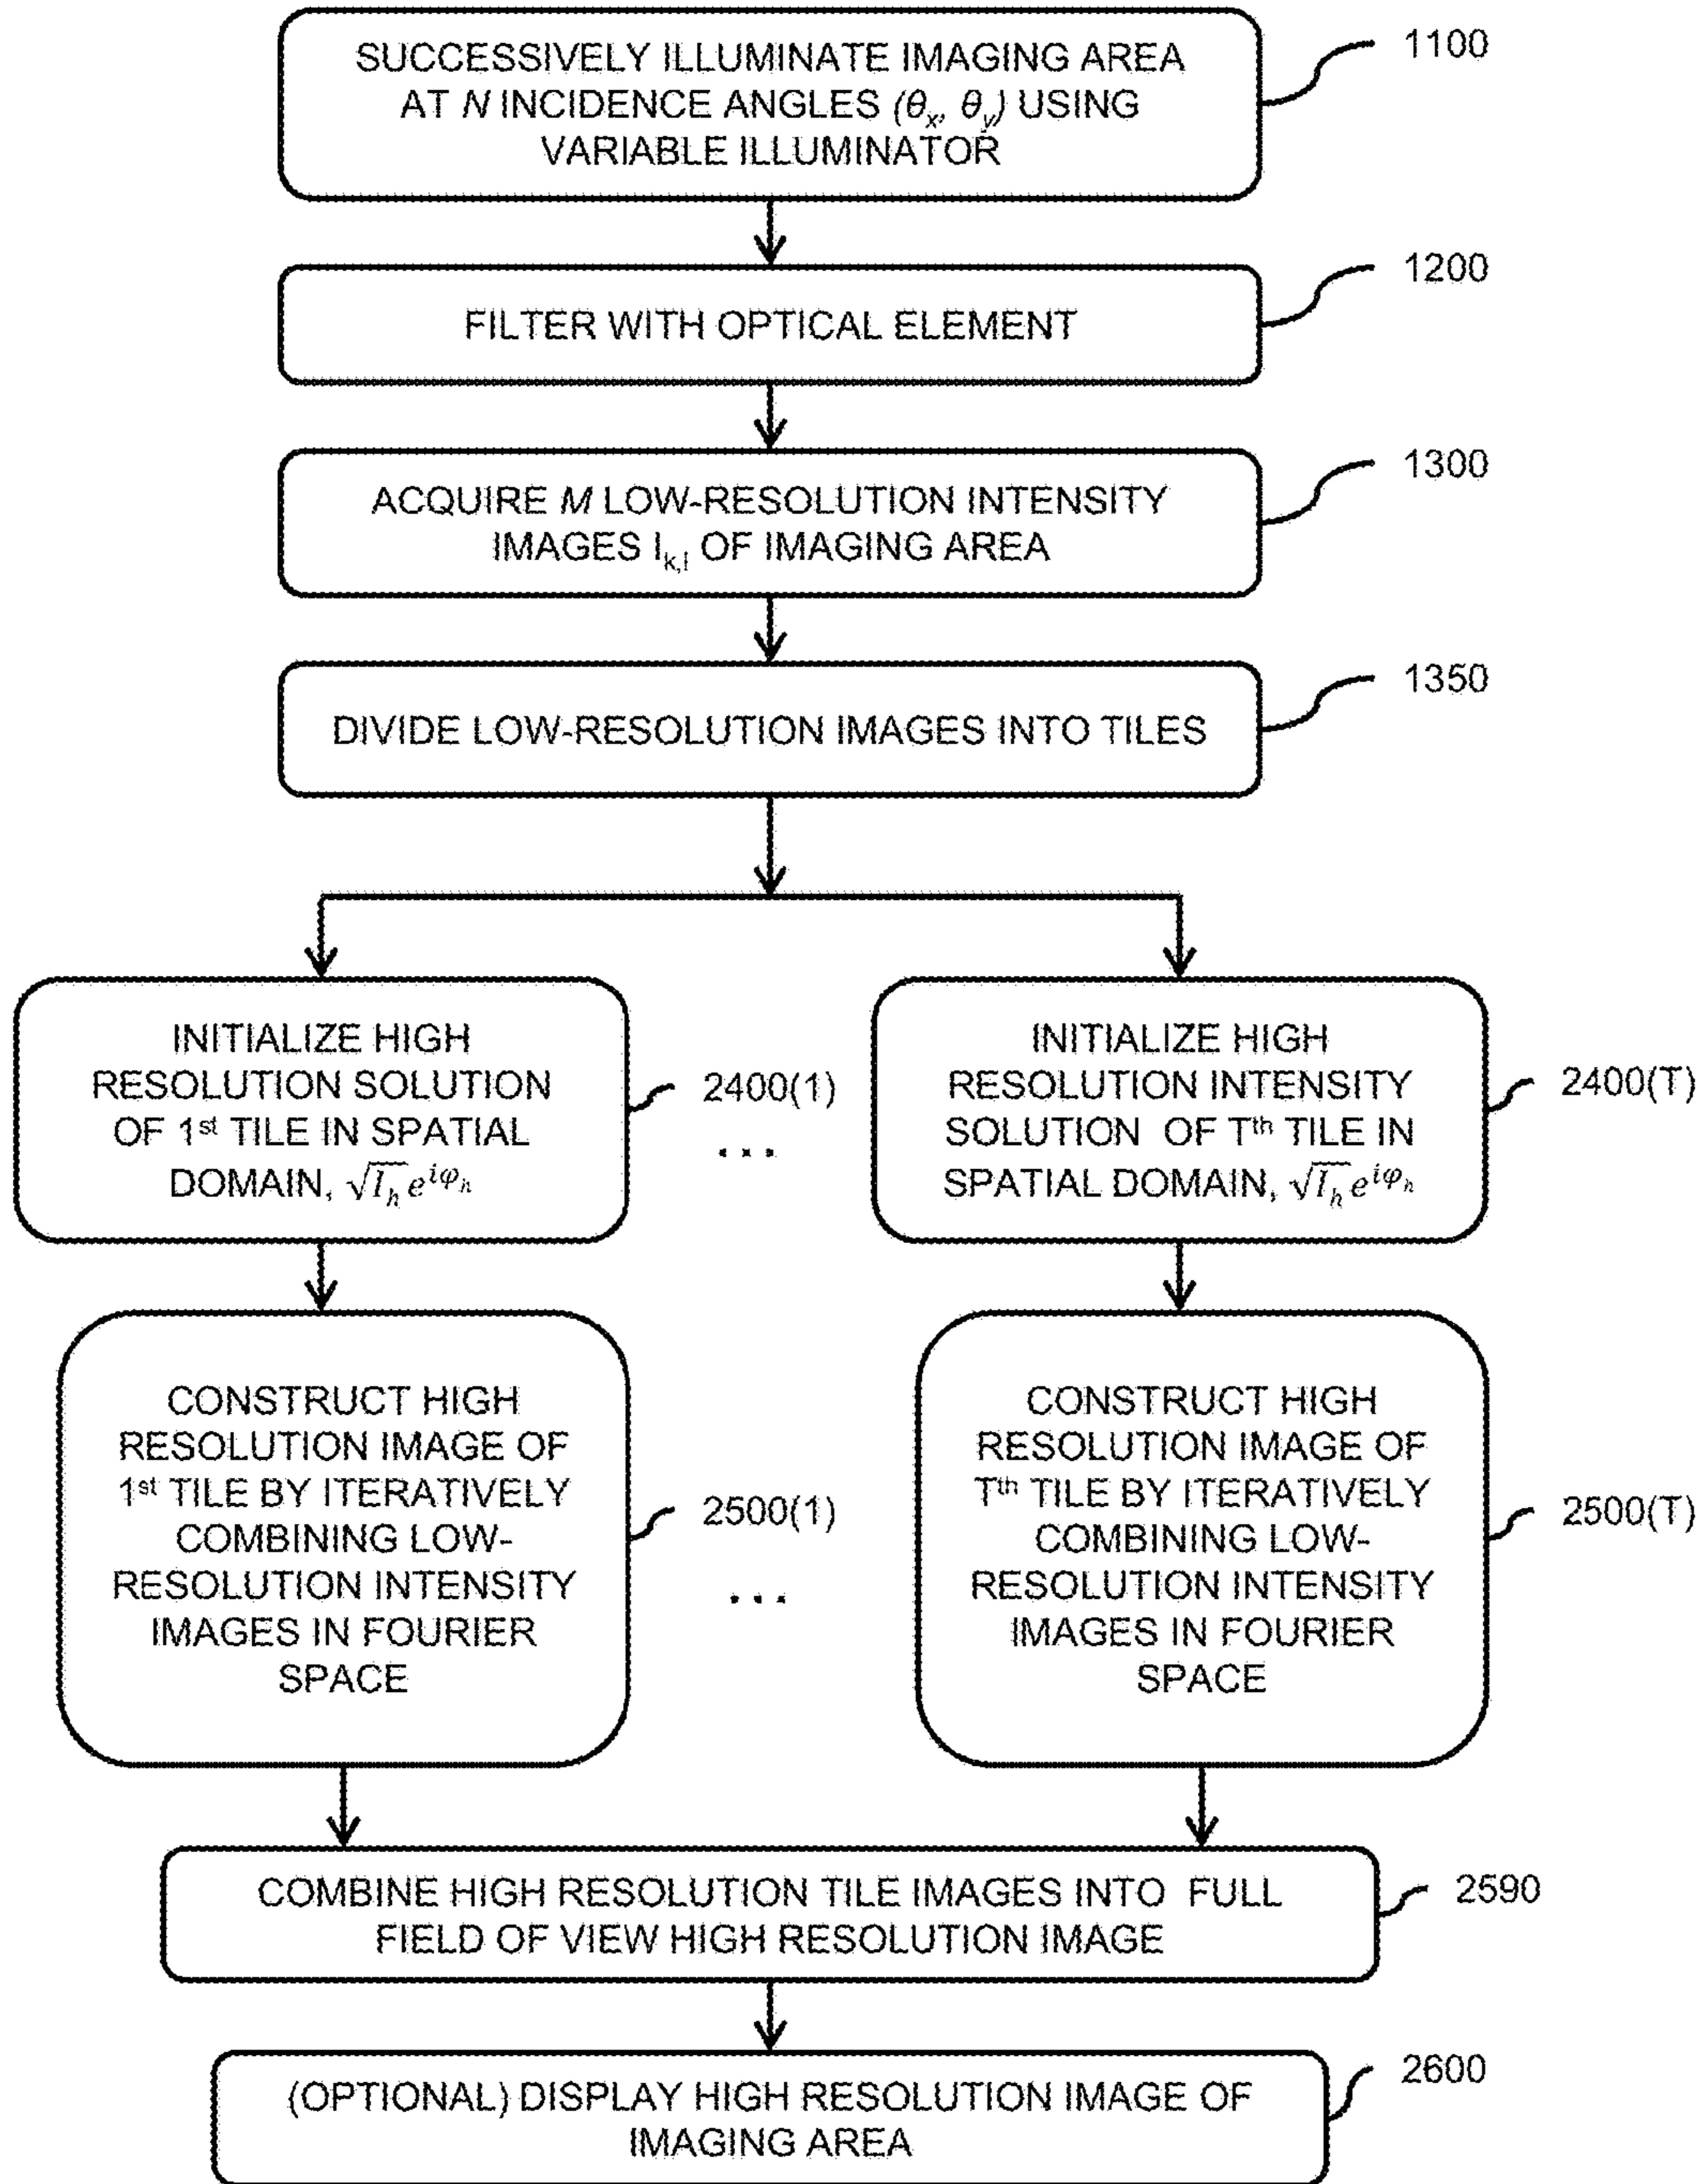 SUCCESSIVELY ILLUMINATE IMAGING AREA
AT N INCIDENCE ANGLES (θx, θy) USING
VARIABLE ILLUMINATOR
1100
FILTER WITH OPTICAL ELEMENT
1200
ACQUIRE M LOW-RESOLUTION INTENSITY
IMAGES Ik,l OF IMAGING AREA
1300
DIVIDE LOW-RESOLUTION IMAGES INTO TILES
1350
INITIALIZE HIGH
RESOLUTION SOLUTION
OF 1st TILE IN SPATIAL
DOMAIN, √Ih e^iφh
2400(1)
...
INITIALIZE HIGH
RESOLUTION INTENSITY
SOLUTION OF Tth TILE IN
SPATIAL DOMAIN, √Ih e^iφh
2400(T)
CONSTRUCT HIGH
RESOLUTION IMAGE OF
1st TILE BY ITERATIVELY
COMBINING LOW-
RESOLUTION INTENSITY
IMAGES IN FOURIER
SPACE
2500(1)
...
CONSTRUCT HIGH
RESOLUTION IMAGE OF
Tth TILE BY ITERATIVELY
COMBINING LOW-
RESOLUTION INTENSITY
IMAGES IN FOURIER
SPACE
2500(T)
COMBINE HIGH RESOLUTION TILE IMAGES INTO FULL
FIELD OF VIEW HIGH RESOLUTION IMAGE
2590
(OPTIONAL) DISPLAY HIGH RESOLUTION IMAGE OF
IMAGING AREA
2600